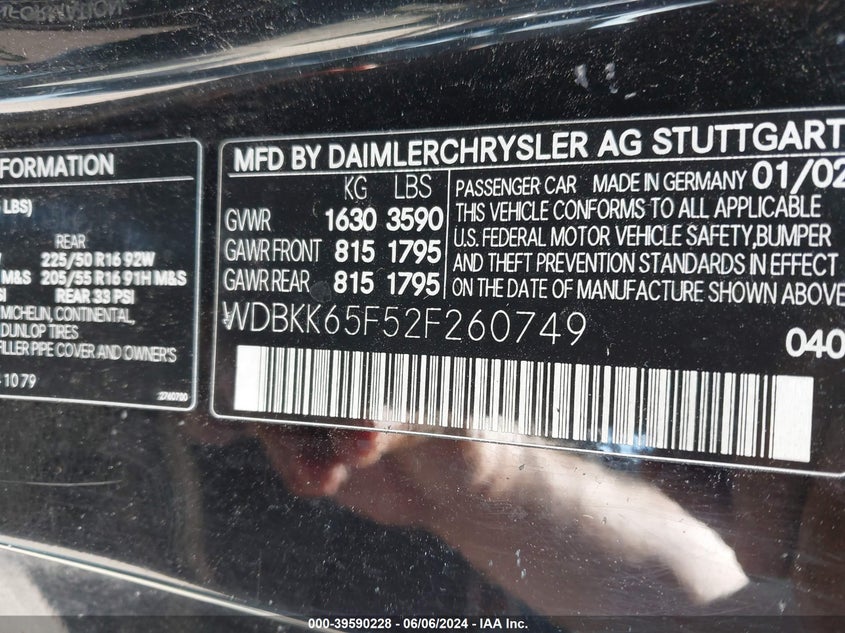 FORMATION
LBS)
REAR
225/50 R16 92W
M&S 205/55 R16 91H M&S
REAR 33 PSI
MICHELIN, CONTINENTAL,
DUNLOP TIRES
FILLER PIPE COVER AND OWNER'S
10 79
2760720
MFD BY DAIMLERCHRYSLER AG STUTTGART
KG LBS
GVWR 1630 3590
GAWR FRONT 815 1795
GAWR REAR 815 1795
PASSENGER CAR MADE IN GERMANY 01/02
THIS VEHICLE CONFORMS TO ALL APPLICABLE
U.S. FEDERAL MOTOR VEHICLE SAFETY,BUMPER
AND THEFT PREVENTION STANDARDS IN EFFECT
ON THE DATE OF MANUFACTURE SHOWN ABOVE
WDBKK65F52F260749
040
000-39590228 - 06/06/2024 - IAA Inc.